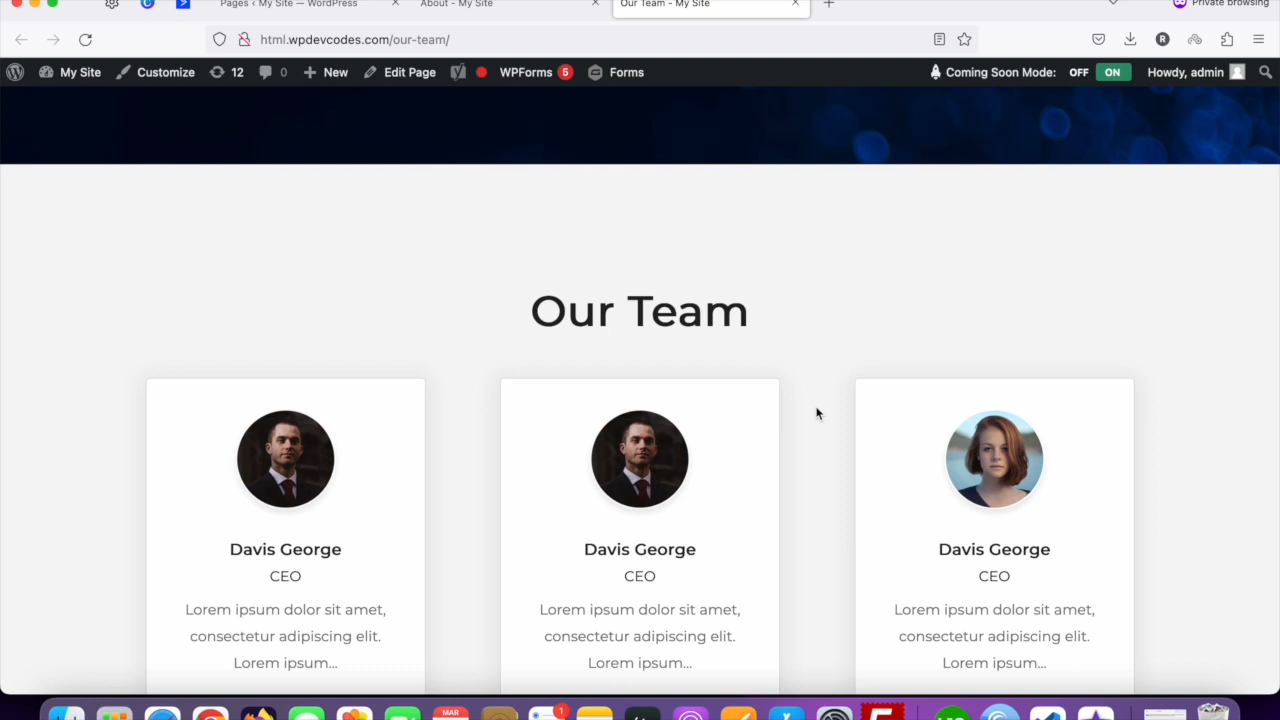 Pages ‹ My Site — WordPress
About - My Site
Our Team - My Site
Private browsing
html.wpdevcodes.com/our-team/
My Site
Customize
12
0
New
Edit Page
WPForms 5
Forms
Coming Soon Mode:
OFF
ON
Howdy, admin
Our Team
Davis George
CEO
Lorem ipsum dolor sit amet,
consectetur adipiscing elit.
Lorem ipsum...
Davis George
CEO
Lorem ipsum dolor sit amet,
consectetur adipiscing elit.
Lorem ipsum...
Davis George
CEO
Lorem ipsum dolor sit amet,
consectetur adipiscing elit.
Lorem ipsum...
MAR
1